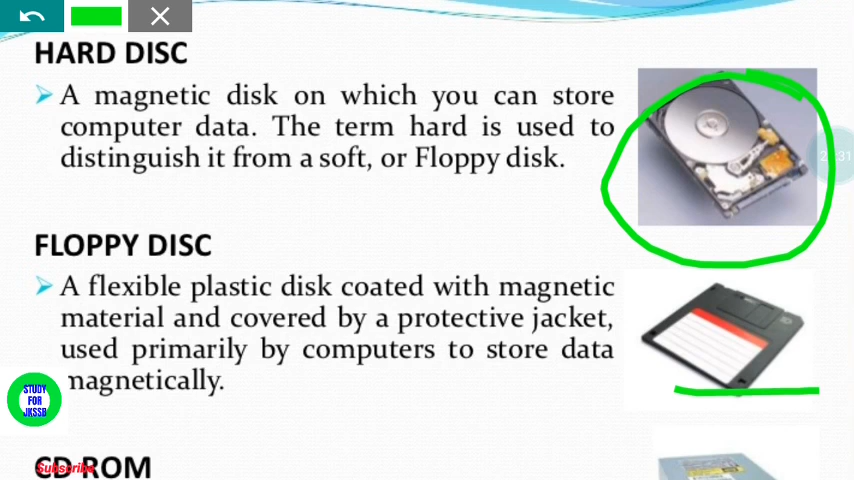 HARD DISC
A magnetic disk on which you can store
computer data. The term hard is used to
distinguish it from a soft, or Floppy disk.
FLOPPY DISC
A flexible plastic disk coated with magnetic
material and covered by a protective jacket,
used primarily by computers to store data
magnetically.
STUDY
FOR
JKSSB
CD ROM
Subscribe